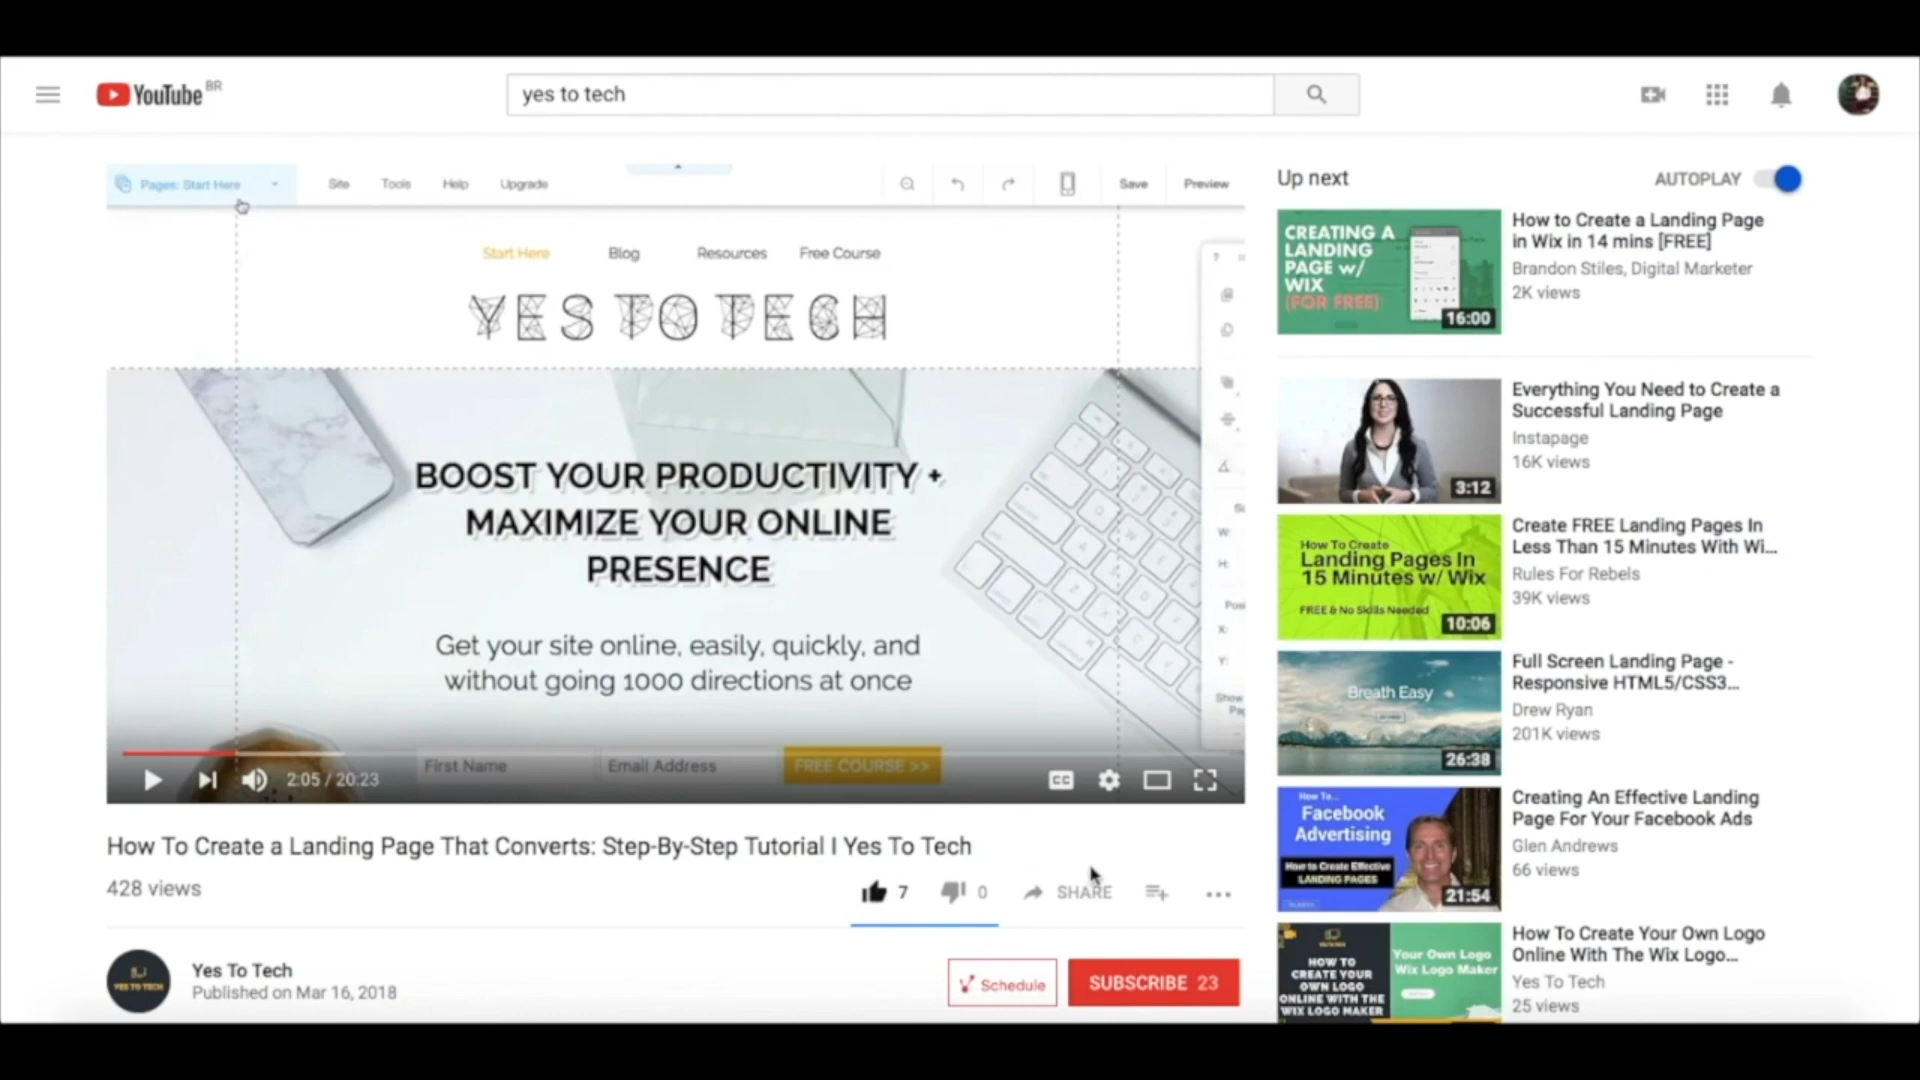 YouTube BR
yes to tech
Pages: Start Here
Site
Tools
Help
Upgrade
Save
Preview
Start Here
Blog
Resources
Free Course
YES TO TECH
BOOST YOUR PRODUCTIVITY +
MAXIMIZE YOUR ONLINE
PRESENCE
Get your site online, easily, quickly, and
without going 1000 directions at once
First Name
Email Address
FREE COURSE >>
W:
H:
X:
Y:
Show
2:05 / 20:23
CC
How To Create a Landing Page That Converts: Step-By-Step Tutorial I Yes To Tech
428 views
7
0
SHARE
YES TO TECH
Yes To Tech
Published on Mar 16, 2018
Schedule
SUBSCRIBE 23
Up next
AUTOPLAY
CREATING A
LANDING
PAGE w/
WIX
(FOR FREE)
16:00
How to Create a Landing Page
in Wix in 14 mins [FREE]
Brandon Stiles, Digital Marketer
2K views
3:12
Everything You Need to Create a
Successful Landing Page
Instapage
16K views
How To Create
Landing Pages In
15 Minutes w/ Wix
FREE & No Skills Needed
10:06
Create FREE Landing Pages In
Less Than 15 Minutes With Wi...
Rules For Rebels
39K views
Breath Easy
26:38
Full Screen Landing Page -
Responsive HTML5/CSS3...
Drew Ryan
201K views
How To...
Facebook
Advertising
How to Create Effective
LANDING PAGES
21:54
Creating An Effective Landing
Page For Your Facebook Ads
Glen Andrews
66 views
HOW TO
CREATE YOUR
OWN LOGO
ONLINE WITH THE
WIX LOGO MAKER
Your Own Logo
Wix Logo Maker
How To Create Your Own Logo
Online With The Wix Logo...
Yes To Tech
25 views